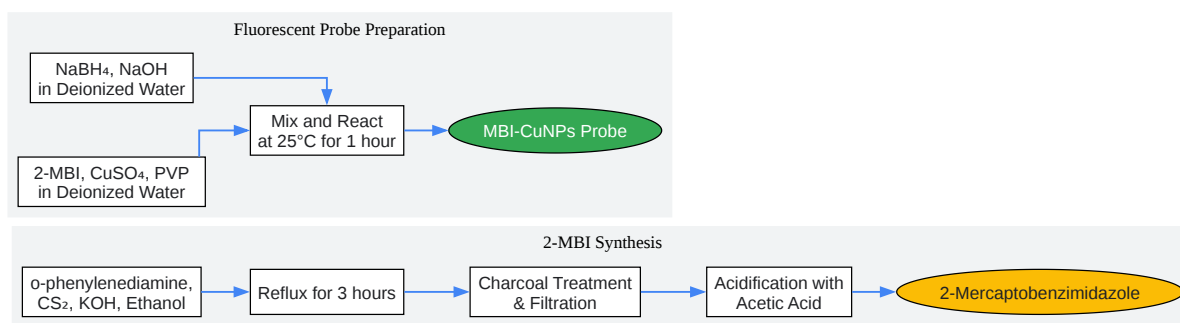 Fluorescent Probe Preparation
NaBH₄, NaOH
in Deionized Water
Mix and React
at 25°C for 1 hour
MBI-CuNPs Probe
2-MBI, CuSO₄, PVP
in Deionized Water
2-MBI Synthesis
o-phenylenediamine,
CS₂, KOH, Ethanol
Reflux for 3 hours
Charcoal Treatment
& Filtration
Acidification with
Acetic Acid
2-Mercaptobenzimidazole